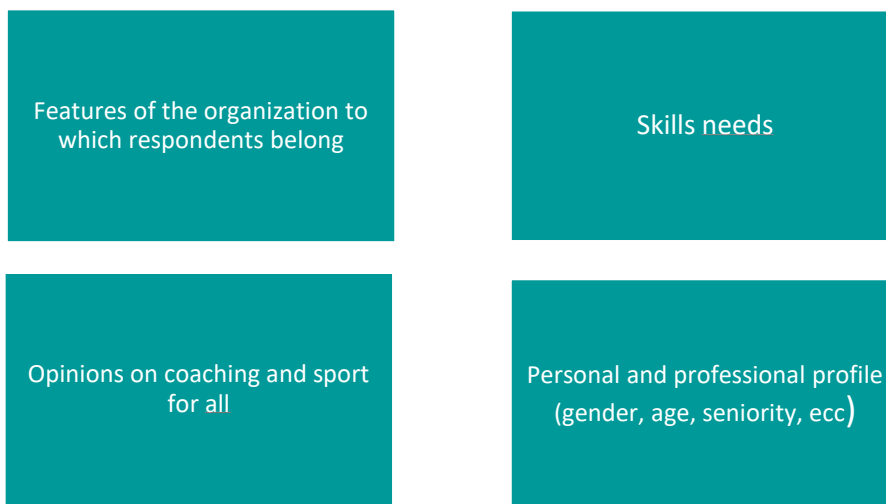 Features of the organization to
which respondents belong
Skills needs
Opinions on coaching and sport
for all
Personal and professional profile
(gender, age, seniority, ecc)